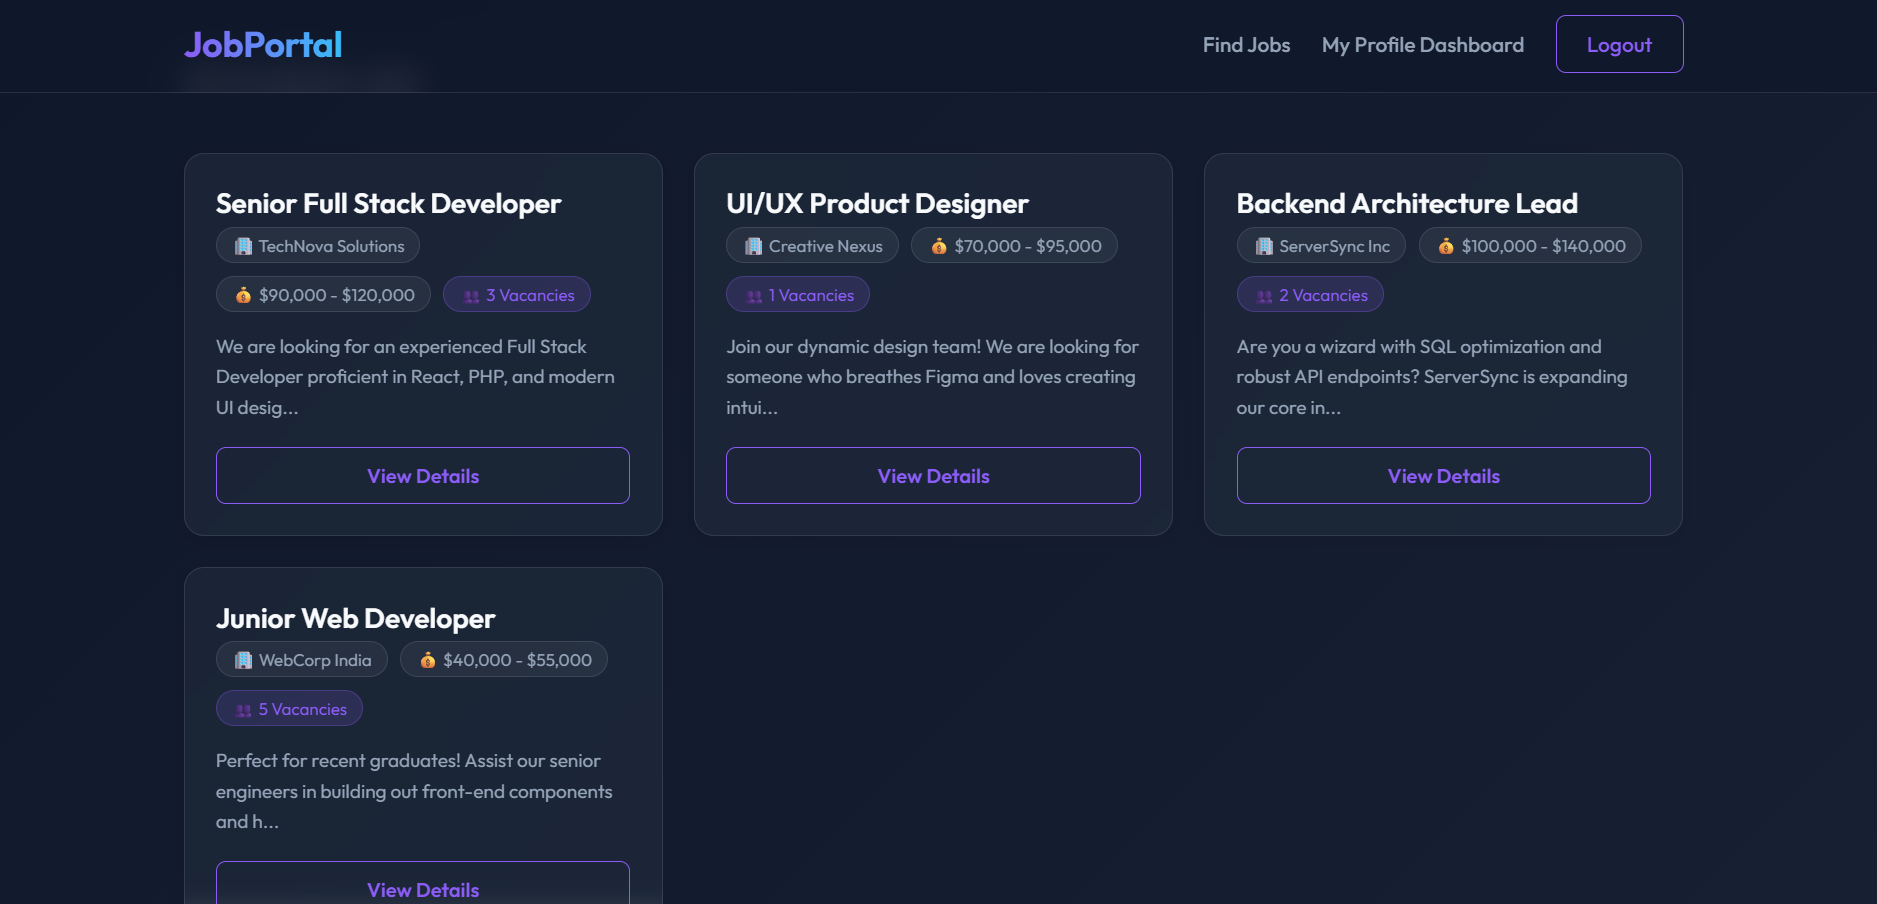 JobPortal
Find Jobs
My Profile Dashboard
Logout
Senior Full Stack Developer
TechNova Solutions
$90,000 - $120,000
3 Vacancies
We are looking for an experienced Full Stack
Developer proficient in React, PHP, and modern
UI desig...
View Details
UI/UX Product Designer
Creative Nexus
$70,000 - $95,000
1 Vacancies
Join our dynamic design team! We are looking for
someone who breathes Figma and loves creating
intui...
View Details
Backend Architecture Lead
ServerSync Inc
$100,000 - $140,000
2 Vacancies
Are you a wizard with SQL optimization and
robust API endpoints? ServerSync is expanding
our core in...
View Details
Junior Web Developer
WebCorp India
$40,000 - $55,000
5 Vacancies
Perfect for recent graduates! Assist our senior
engineers in building out front-end components
and h...
View Details